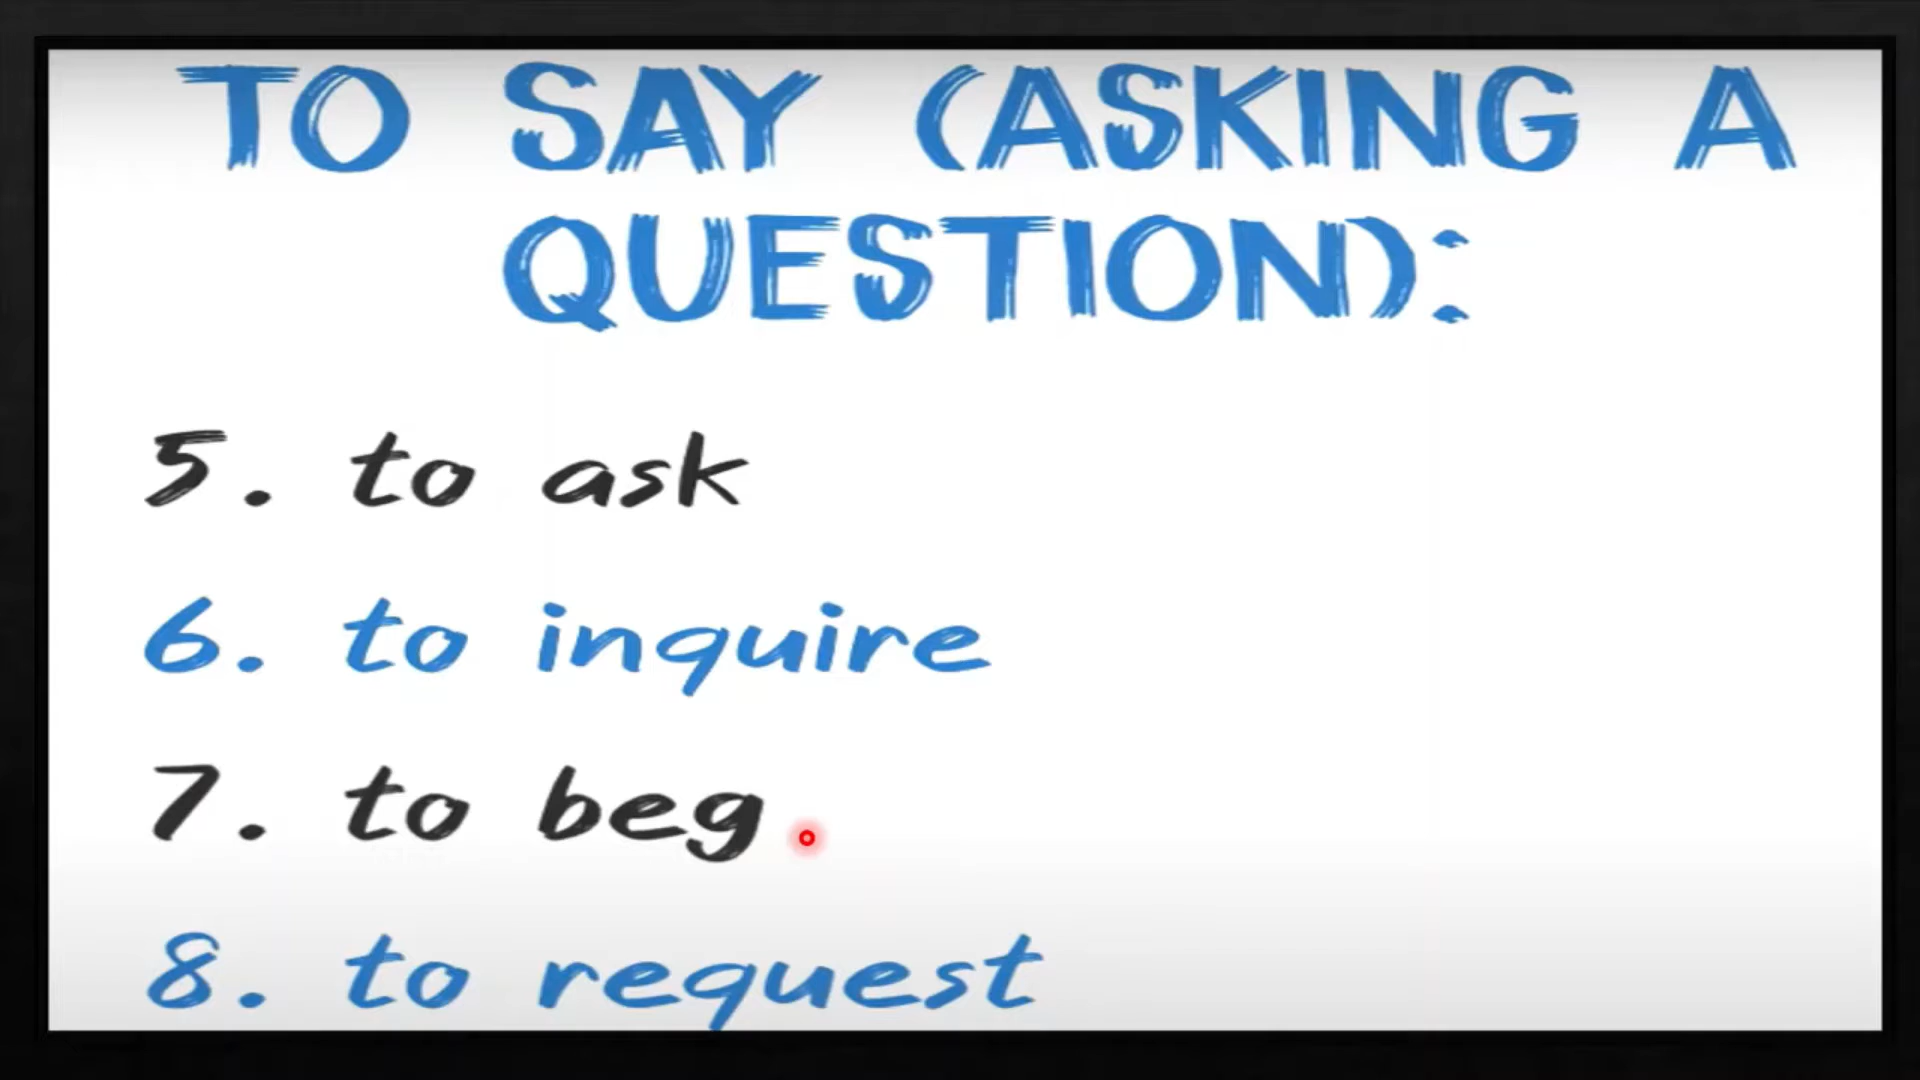 TO SAY (ASKING A
QUESTION):
5. to ask
6. to inquire
7. to beg
8. to request